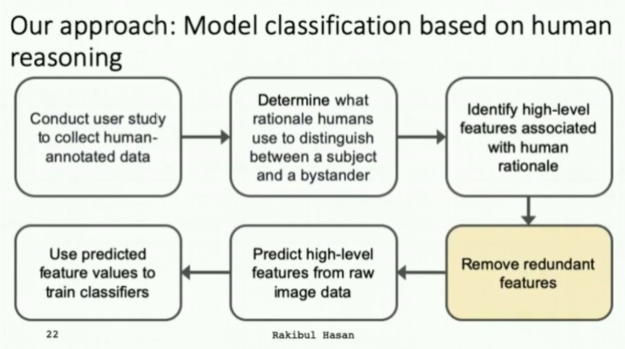 Our approach: Model classification based on human
reasoning
Conduct user study
to collect human-
annotated data
Determine what
rationale humans
use to distinguish
between a subject
and a bystander
Identify high-level
features associated
with human
rationale
Use predicted
feature values to
train classifiers
Predict high-level
features from raw
image data
Remove redundant
features
22
Rakibul Hasan